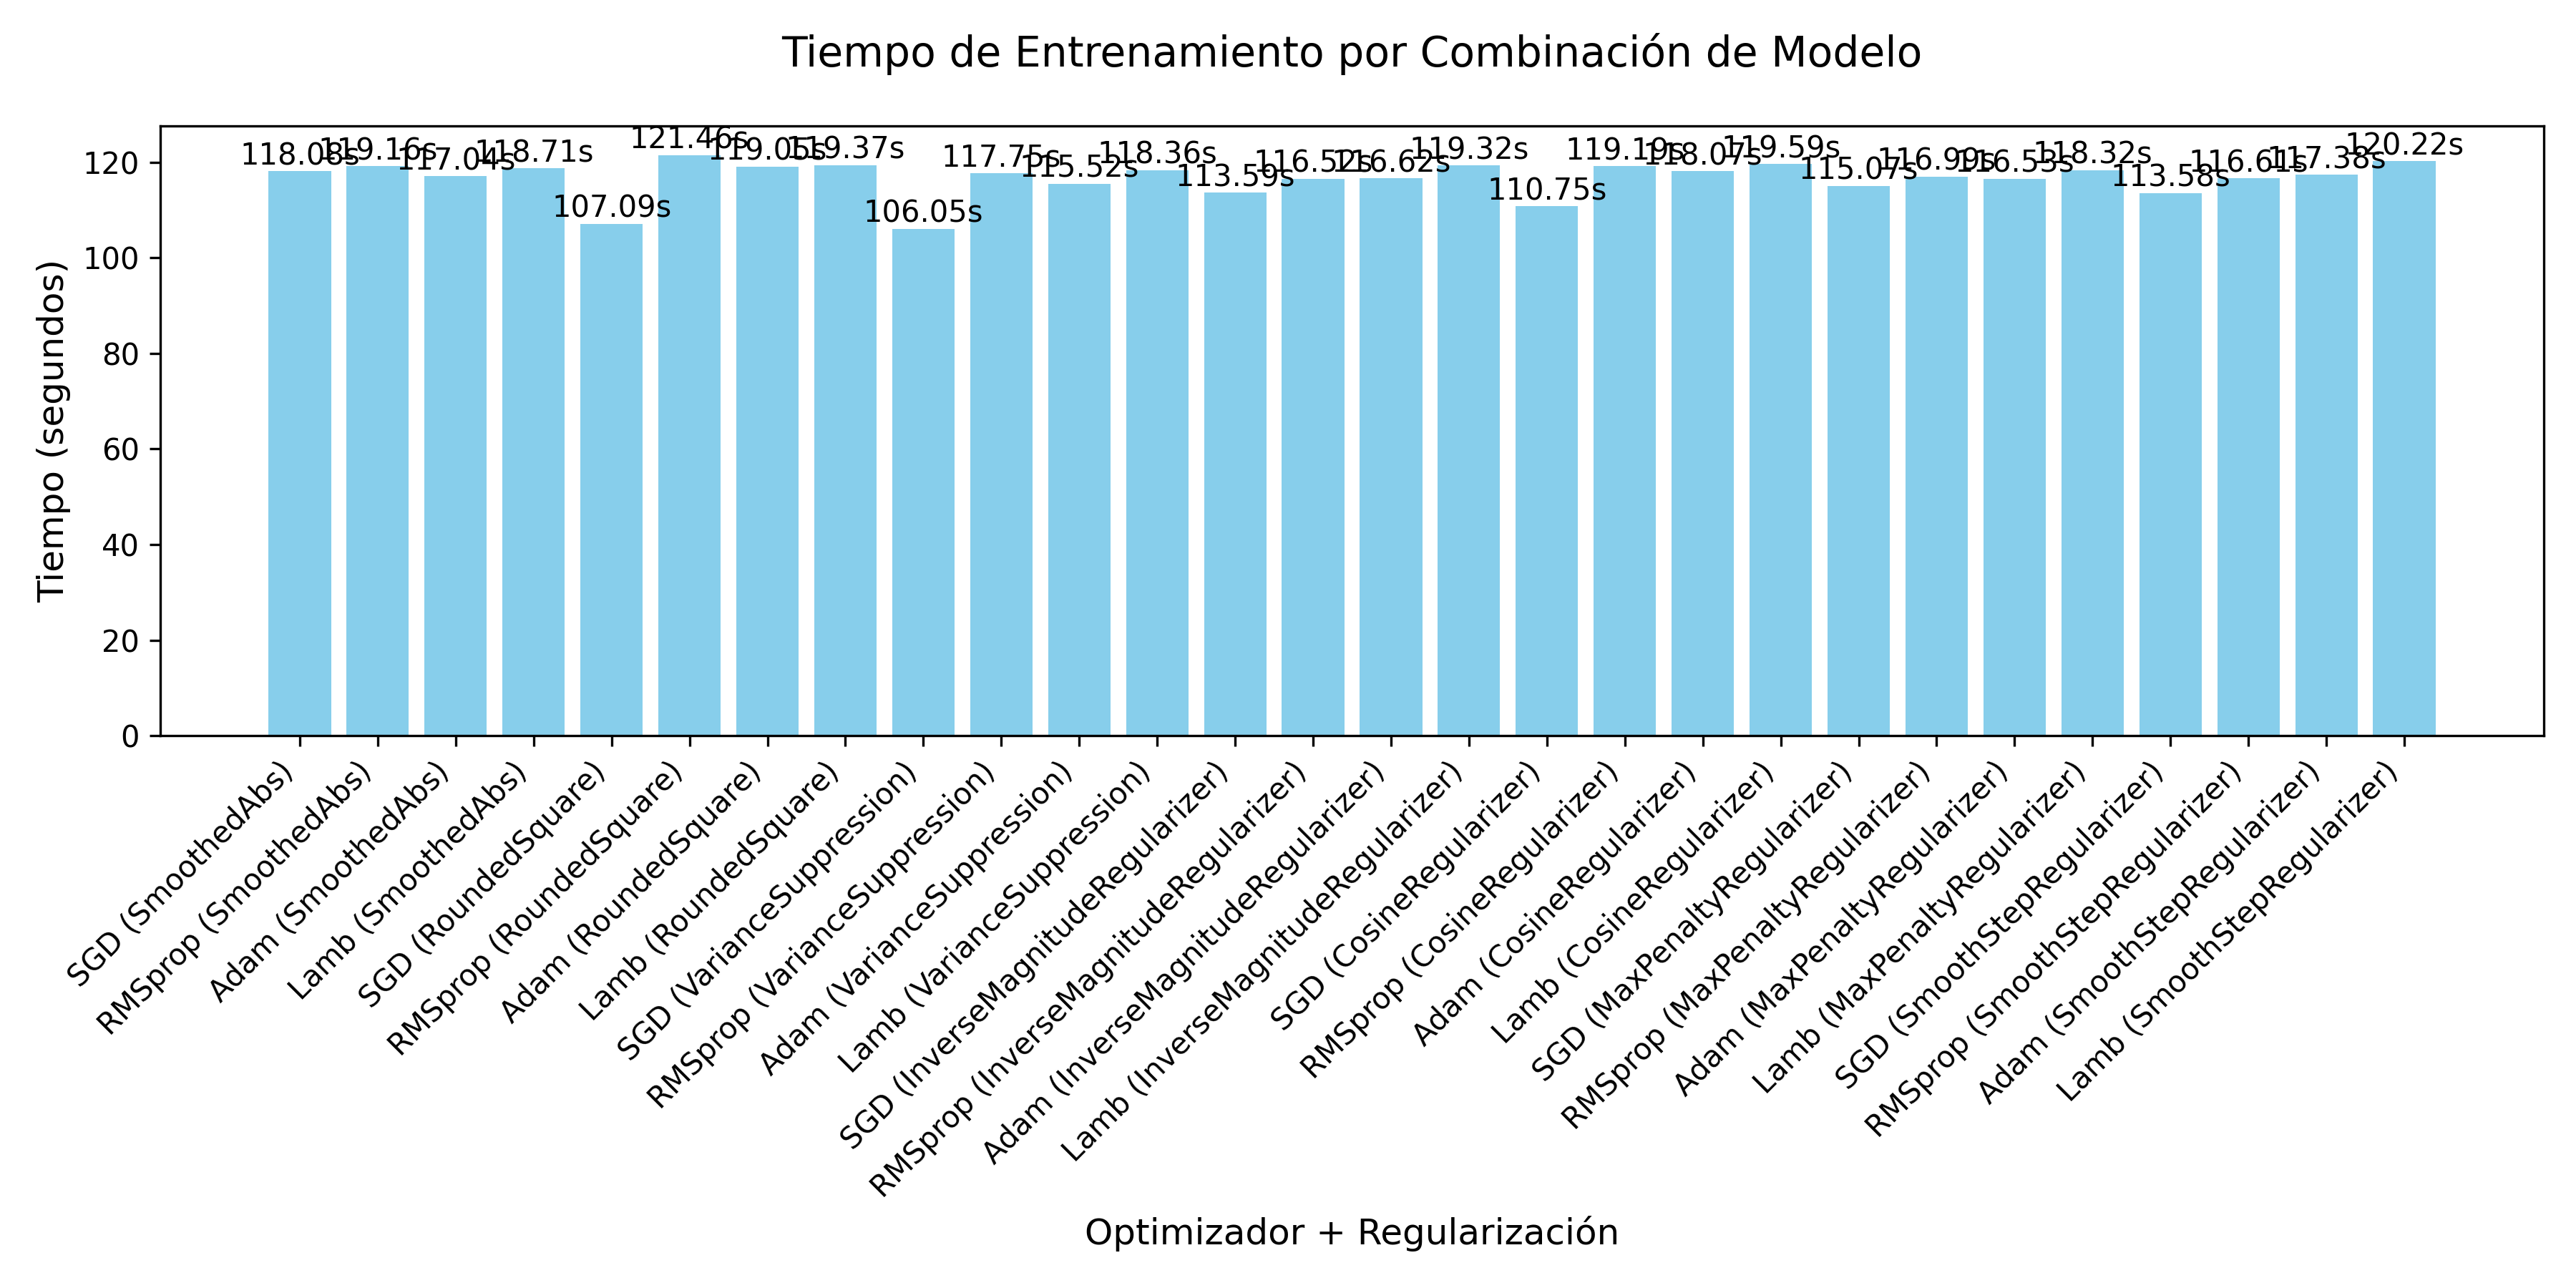 Tiempo de Entrenamiento por Combinación de Modelo
Tiempo (segundos)
120
100
80
60
40
20
0
118.08s
119.16s
117.04s
118.71s
107.09s
121.46s
119.05s
119.37s
106.05s
117.75s
115.52s
118.36s
113.59s
116.52s
116.62s
119.32s
110.75s
119.19s
118.07s
119.59s
115.07s
116.99s
116.53s
118.32s
113.58s
116.61s
117.38s
120.22s
SGD (SmoothedAbs)
RMSprop (SmoothedAbs)
Adam (SmoothedAbs)
Lamb (SmoothedAbs)
SGD (RoundedSquare)
RMSprop (RoundedSquare)
Adam (RoundedSquare)
Lamb (RoundedSquare)
SGD (VarianceSuppression)
RMSprop (VarianceSuppression)
Adam (VarianceSuppression)
Lamb (VarianceSuppression)
SGD (InverseMagnitudeRegularizer)
RMSprop (InverseMagnitudeRegularizer)
Adam (InverseMagnitudeRegularizer)
Lamb (InverseMagnitudeRegularizer)
SGD (CosineRegularizer)
RMSprop (CosineRegularizer)
Adam (CosineRegularizer)
Lamb (CosineRegularizer)
SGD (MaxPenaltyRegularizer)
RMSprop (MaxPenaltyRegularizer)
Adam (MaxPenaltyRegularizer)
Lamb (MaxPenaltyRegularizer)
SGD (SmoothStepRegularizer)
RMSprop (SmoothStepRegularizer)
Adam (SmoothStepRegularizer)
Lamb (SmoothStepRegularizer)
Optimizador + Regularización